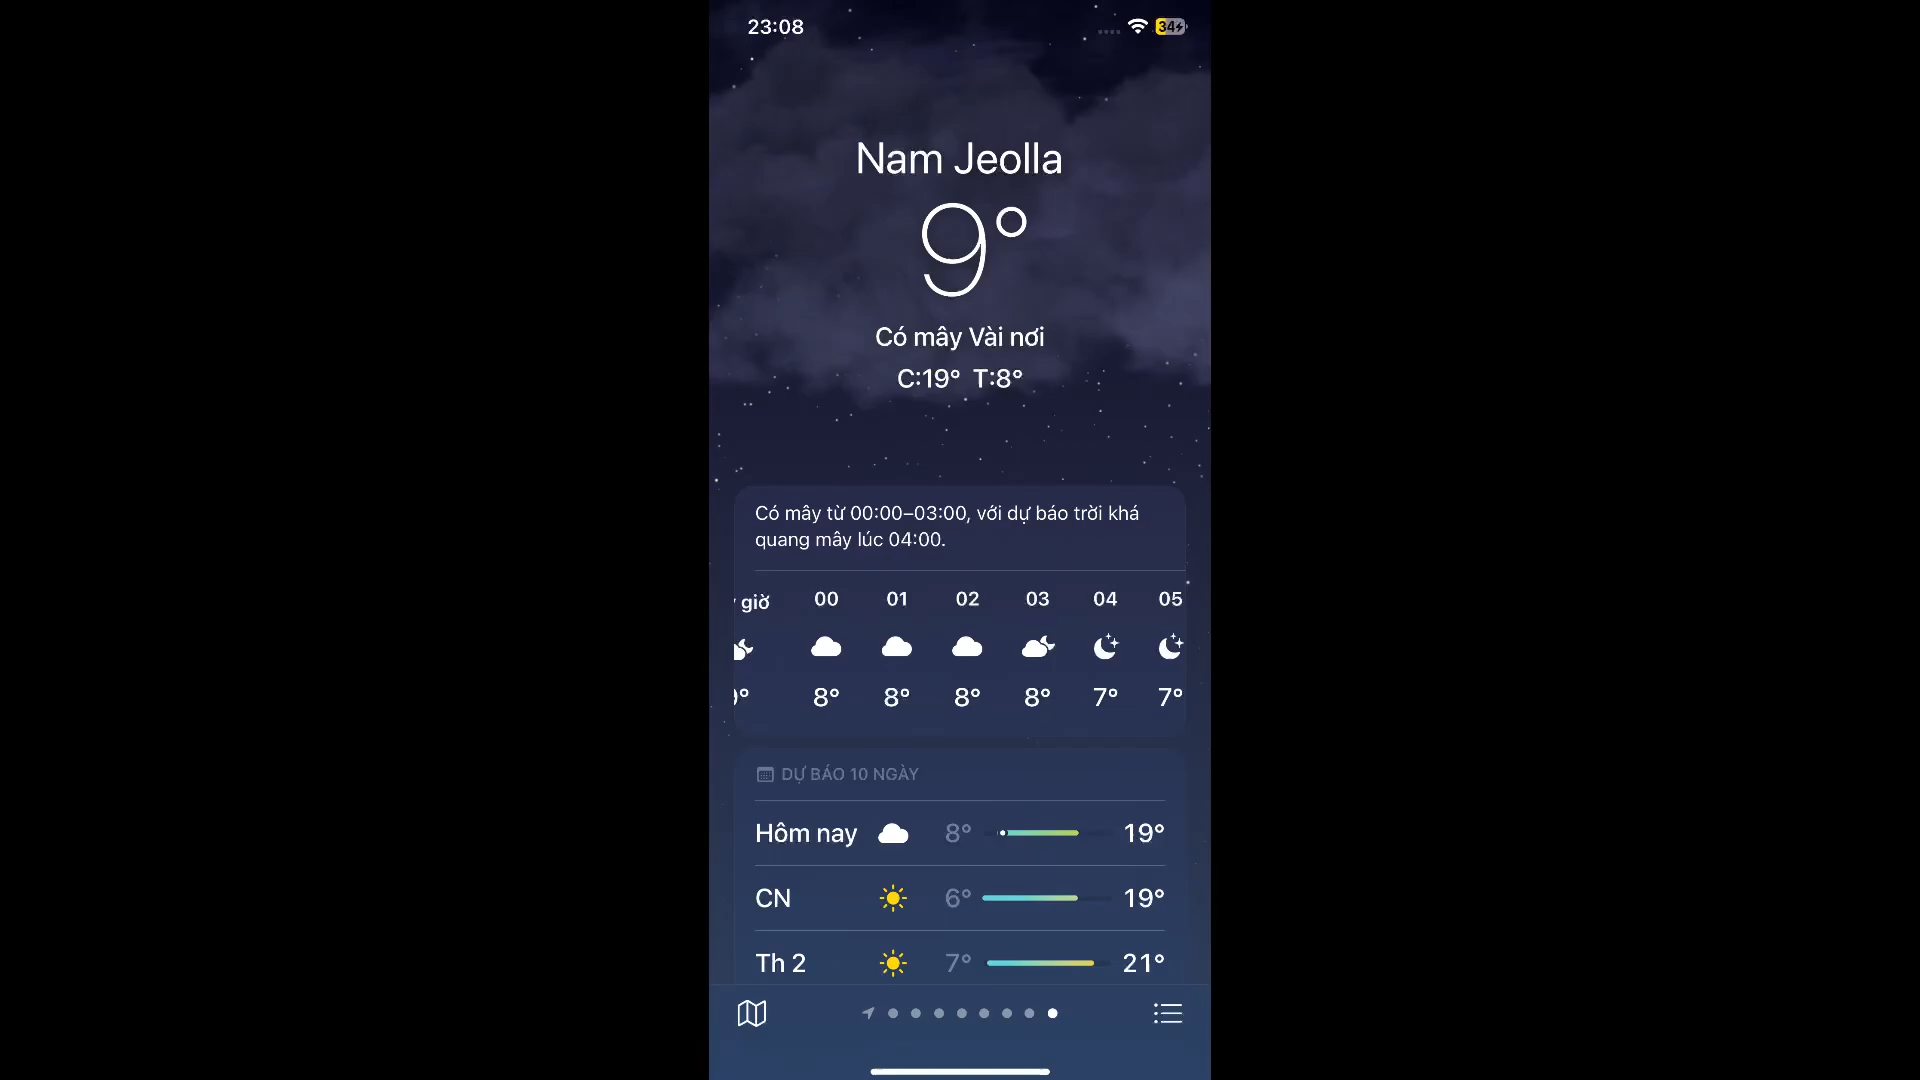 23:08
34
Nam Jeolla
9°
Có mây Vài nơi
C:19° T:8°
Có mây từ 00:00–03:00, với dự báo trời khá
quang mây lúc 04:00.
giờ 00 01 02 03 04 05
8° 8° 8° 8° 7° 7°
DỰ BÁO 10 NGÀY
Hôm nay 8° 19°
CN 6° 19°
Th 2 7° 21°